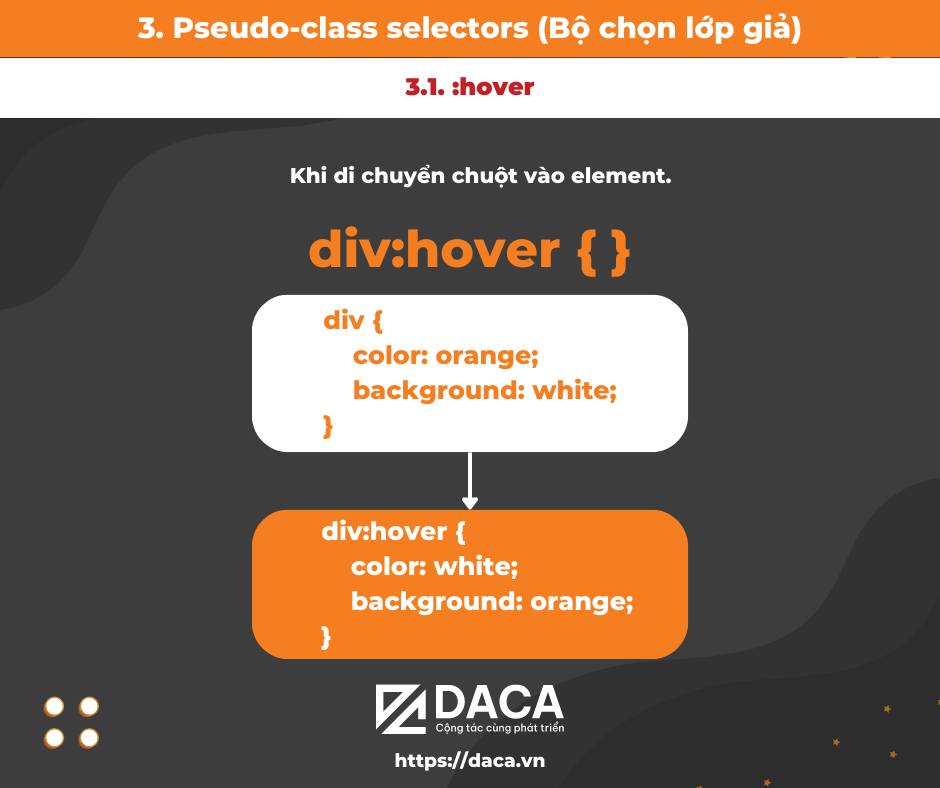 3. Pseudo-class selectors (Bộ chọn lớp giả)
3.1. :hover
Khi di chuyển chuột vào element.
div:hover { }
div {
color: orange;
background: white;
}
div:hover {
color: white;
background: orange;
}
DACA
Cộng tác cùng phát triển
https://daca.vn